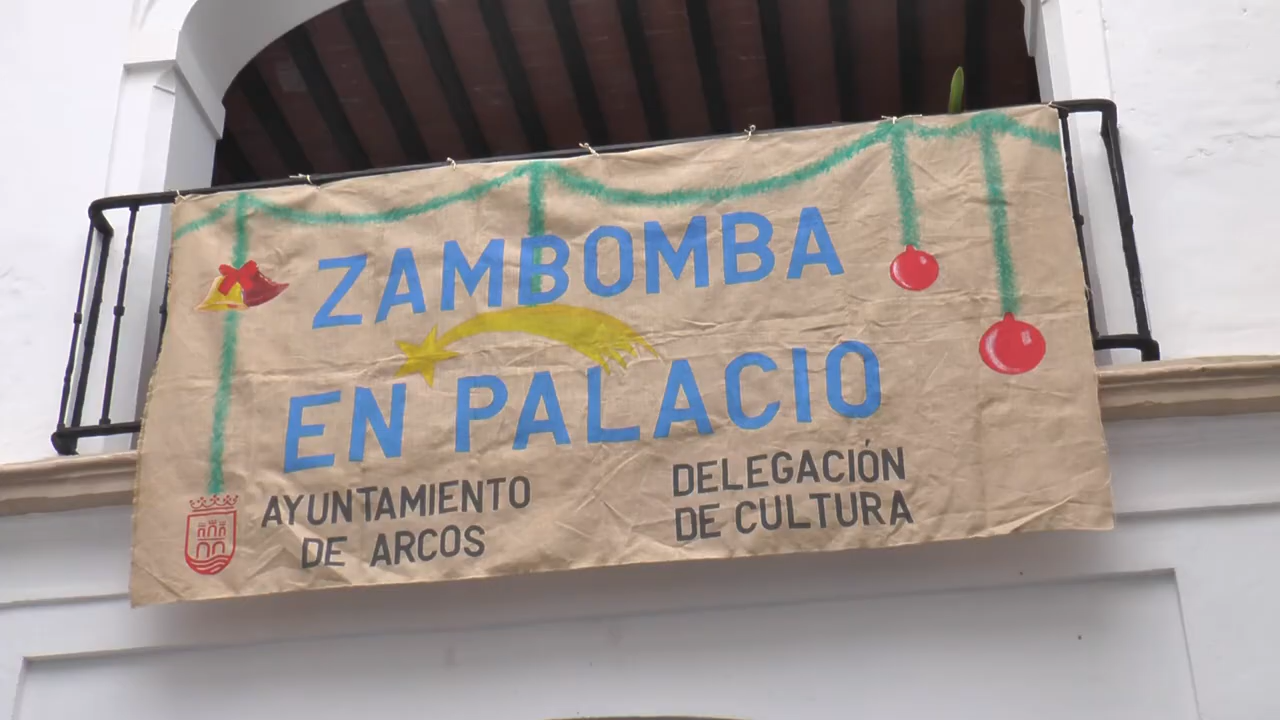 ZAMBOMBA
EN PALACIO
AYUNTAMIENTO
DE ARCOS
DELEGACIÓN
DE CULTURA